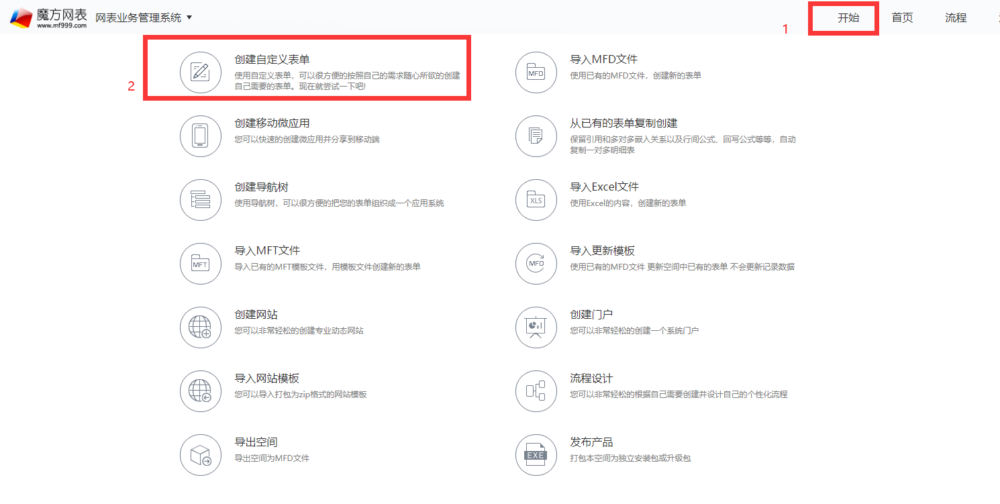 魔方网表
www.mf999.com
网表业务管理系统
1
开始
首页
流程
2
创建自定义表单
使用自定义表单，可以很方便的按照自己的需求随心所欲的创建
自己需要的表单。现在就尝试一下吧!
MFD
导入MFD文件
使用已有的MFD文件，创建新的表单
创建移动微应用
您可以快速的创建微应用并分享到移动端
从已有的表单复制创建
保留引用和多对多嵌入关系以及行间公式、回写公式等等，自动
复制一对多明细表
创建导航树
使用导航树，可以很方便的把您的表单组织成一个应用系统
XLS
导入Excel文件
使用Excel的内容，创建新的表单
MFT
导入MFT文件
导入已有的MFT模板文件，用模板文件创建新的表单
MFD
导入更新模板
使用已有的MFD文件 更新空间中已有的表单 不会更新记录数据
创建网站
您可以非常轻松的创建专业动态网站
创建门户
您可以非常轻松的创建一个系统门户
导入网站模板
您可以导入打包为zip格式的网站模板
流程设计
您可以非常轻松的根据自己需要创建并设计自己的个性化流程
导出空间
导出空间为MFD文件
EXE
发布产品
打包本空间为独立安装包或升级包